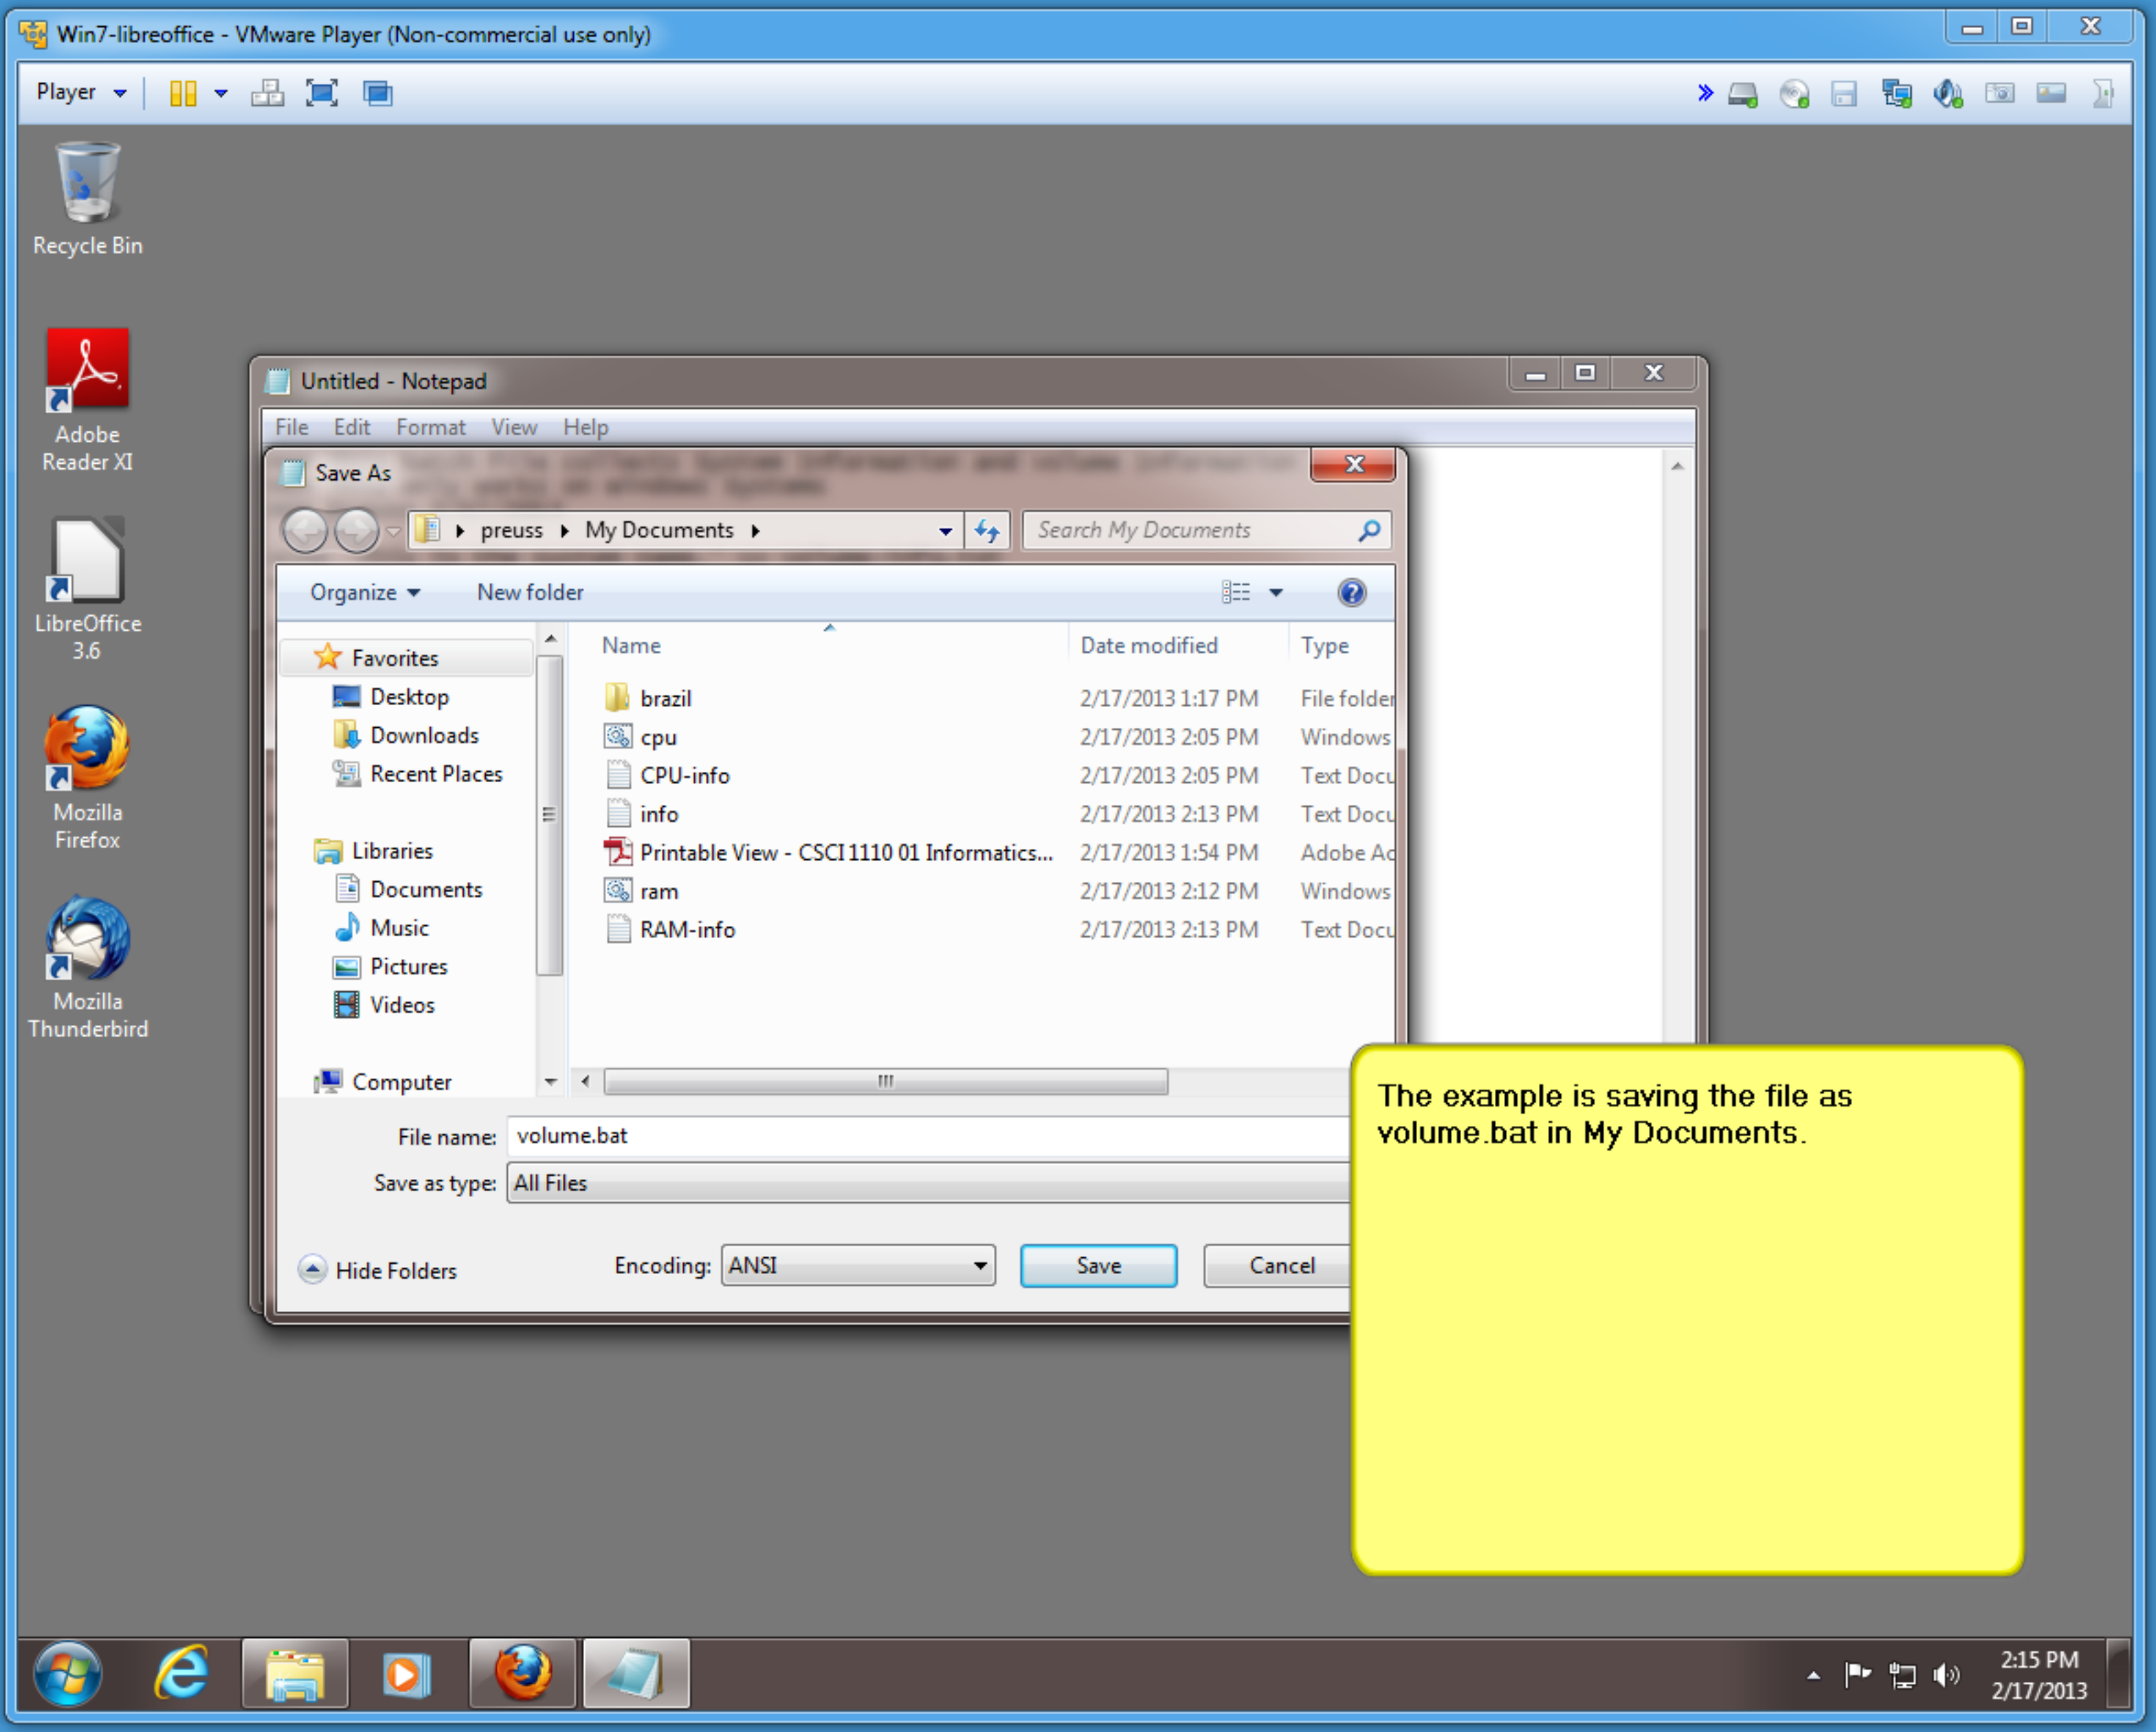 Win7-libreoffice - VMware Player (Non-commercial use only)
Player
Recycle Bin
Adobe
Reader XI
LibreOffice
3.6
Mozilla
Firefox
Mozilla
Thunderbird
Untitled - Notepad
File Edit Format View Help
Save As
preuss My Documents
Search My Documents
Organize New folder
Name Date modified Type
Favorites
Desktop
Downloads
Recent Places
Libraries
Documents
Music
Pictures
Videos
Computer
brazil 2/17/2013 1:17 PM File folder
cpu 2/17/2013 2:05 PM Windows
CPU-info 2/17/2013 2:05 PM Text Docu
info 2/17/2013 2:13 PM Text Docu
Printable View - CSCI 1110 01 Informatics... 2/17/2013 1:54 PM Adobe Ac
ram 2/17/2013 2:12 PM Windows
RAM-info 2/17/2013 2:13 PM Text Docu
File name: volume.bat
Save as type: All Files
Hide Folders Encoding: ANSI Save Cancel
The example is saving the file as
volume.bat in My Documents.
2:15 PM
2/17/2013